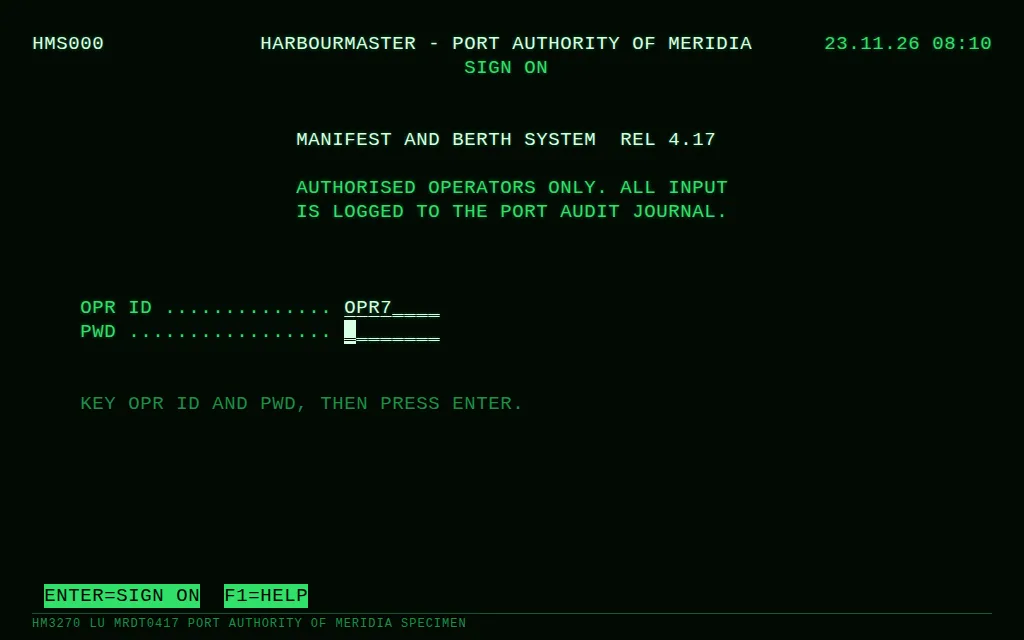 HMS000 HARBOURMASTER - PORT AUTHORITY OF MERIDIA 23.11.26 08:10
SIGN ON
MANIFEST AND BERTH SYSTEM  REL 4.17
AUTHORISED OPERATORS ONLY. ALL INPUT
IS LOGGED TO THE PORT AUDIT JOURNAL.
OPR ID .............. OPR7____
PWD ................. ________
KEY OPR ID AND PWD, THEN PRESS ENTER.
ENTER=SIGN ON  F1=HELP
HM3270 LU MRDT0417 PORT AUTHORITY OF MERIDIA SPECIMEN